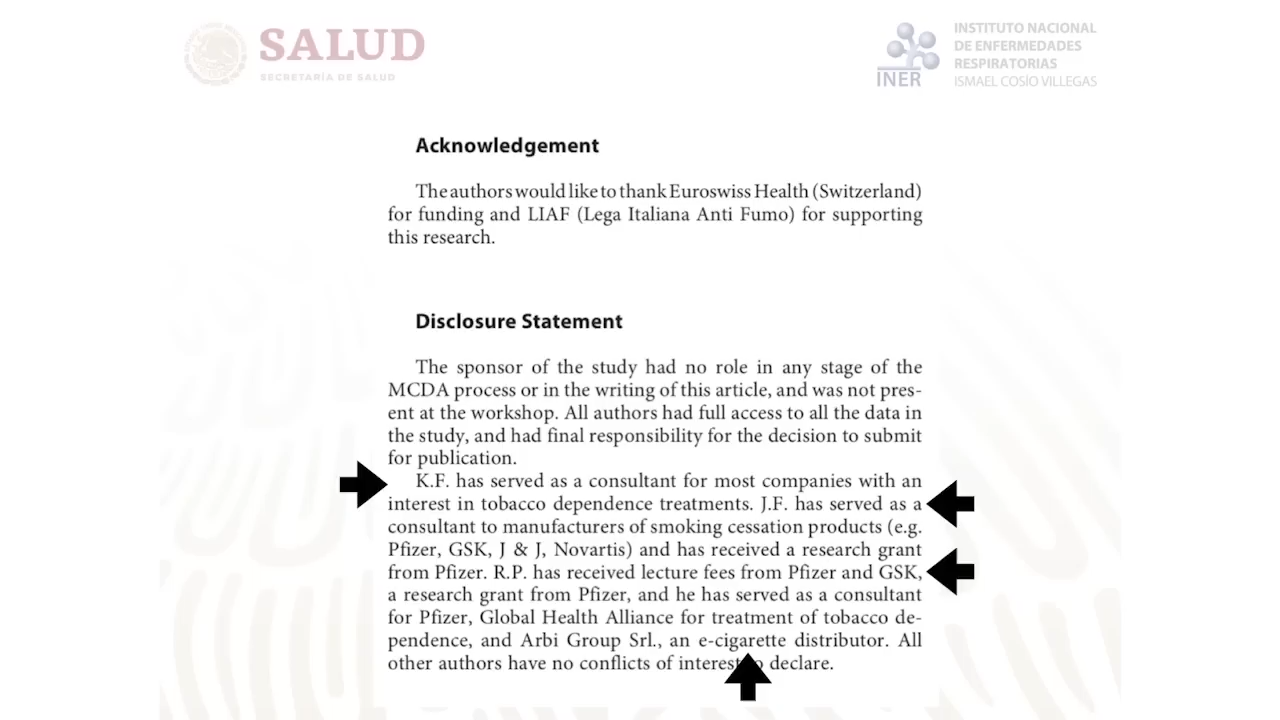 SALUD
SECRETARÍA DE SALUD
INER
INSTITUTO NACIONAL
DE ENFERMEDADES
RESPIRATORIAS
ISMAEL COSÍO VILLEGAS
Acknowledgement
The authors would like to thank Euroswiss Health (Switzerland)
for funding and LIAF (Lega Italiana Anti Fumo) for supporting
this research.
Disclosure Statement
The sponsor of the study had no role in any stage of the
MCDA process or in the writing of this article, and was not pres-
ent at the workshop. All authors had full access to all the data in
the study, and had final responsibility for the decision to submit
for publication.
K.F. has served as a consultant for most companies with an
interest in tobacco dependence treatments. J.F. has served as a
consultant to manufacturers of smoking cessation products (e.g.
Pfizer, GSK, J & J, Novartis) and has received a research grant
from Pfizer. R.P. has received lecture fees from Pfizer and GSK,
a research grant from Pfizer, and he has served as a consultant
for Pfizer, Global Health Alliance for treatment of tobacco de-
pendence, and Arbi Group Srl., an e-cigarette distributor. All
other authors have no conflicts of interest declare.